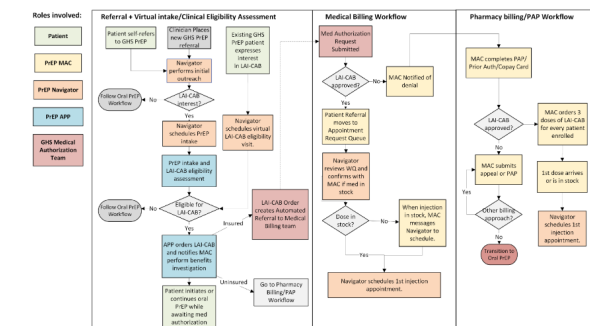 Roles involved:
Patient
PrEP MAC
PrEP Navigator
PrEP APP
GHS Medical
Authorization
Team
Referral + Virtual intake/Clinical Eligibility Assessment
Patient self-refers
to GHS PrEP
Clinician Places
new GHS PrEP
referral
Existing GHS
PrEP patient
expresses
interest
in LAI-CAB
Navigator
performs initial
outreach
LAI-CAB
interest?
No
Follow Oral PrEP
Workflow
Yes
Navigator
schedules PrEP
intake
Navigator
schedules virtual
LAI-CAB eligibility
visit.
PrEP intake and
LAI-CAB eligibility
assessment
Eligible for
LAI-CAB?
No
Follow Oral PrEP
Workflow
Yes
Insured
LAI-CAB Order
creates Automated
Referral to Medical
Billing team
APP orders LAI-CAB
and notifies MAC
perform benefits
investigation
Uninsured
Go to Pharmacy
Billing/PAP
Workflow
Patient initiates or
continues oral
PrEP while
awaiting med
authorization
Medical Billing Workflow
Med Authorization
Request
Submitted
LAI-CAB
approved?
No
MAC Notified of
denial
Yes
Patient Referral
moves to
Appointment
Request Queue
Navigator
reviews WQ and
confirms with
MAC if med in
stock
Dose in
stock?
No
When injection
in stock, MAC
messages
Navigator to
schedule.
Yes
Navigator schedules 1st injection
appointment.
Pharmacy billing/PAP Workflow
MAC completes PAP/
Prior Auth/Copay Card
LAI-CAB
approved?
Yes
MAC orders 3
doses of LAI-CAB
for every patient
enrolled
No
MAC submits
appeal or PAP
1st dose arrives
or is in stock
Other billing
approach?
Yes
Navigator
schedules 1st
injection
appointment.
No
Transition to
Oral PrEP